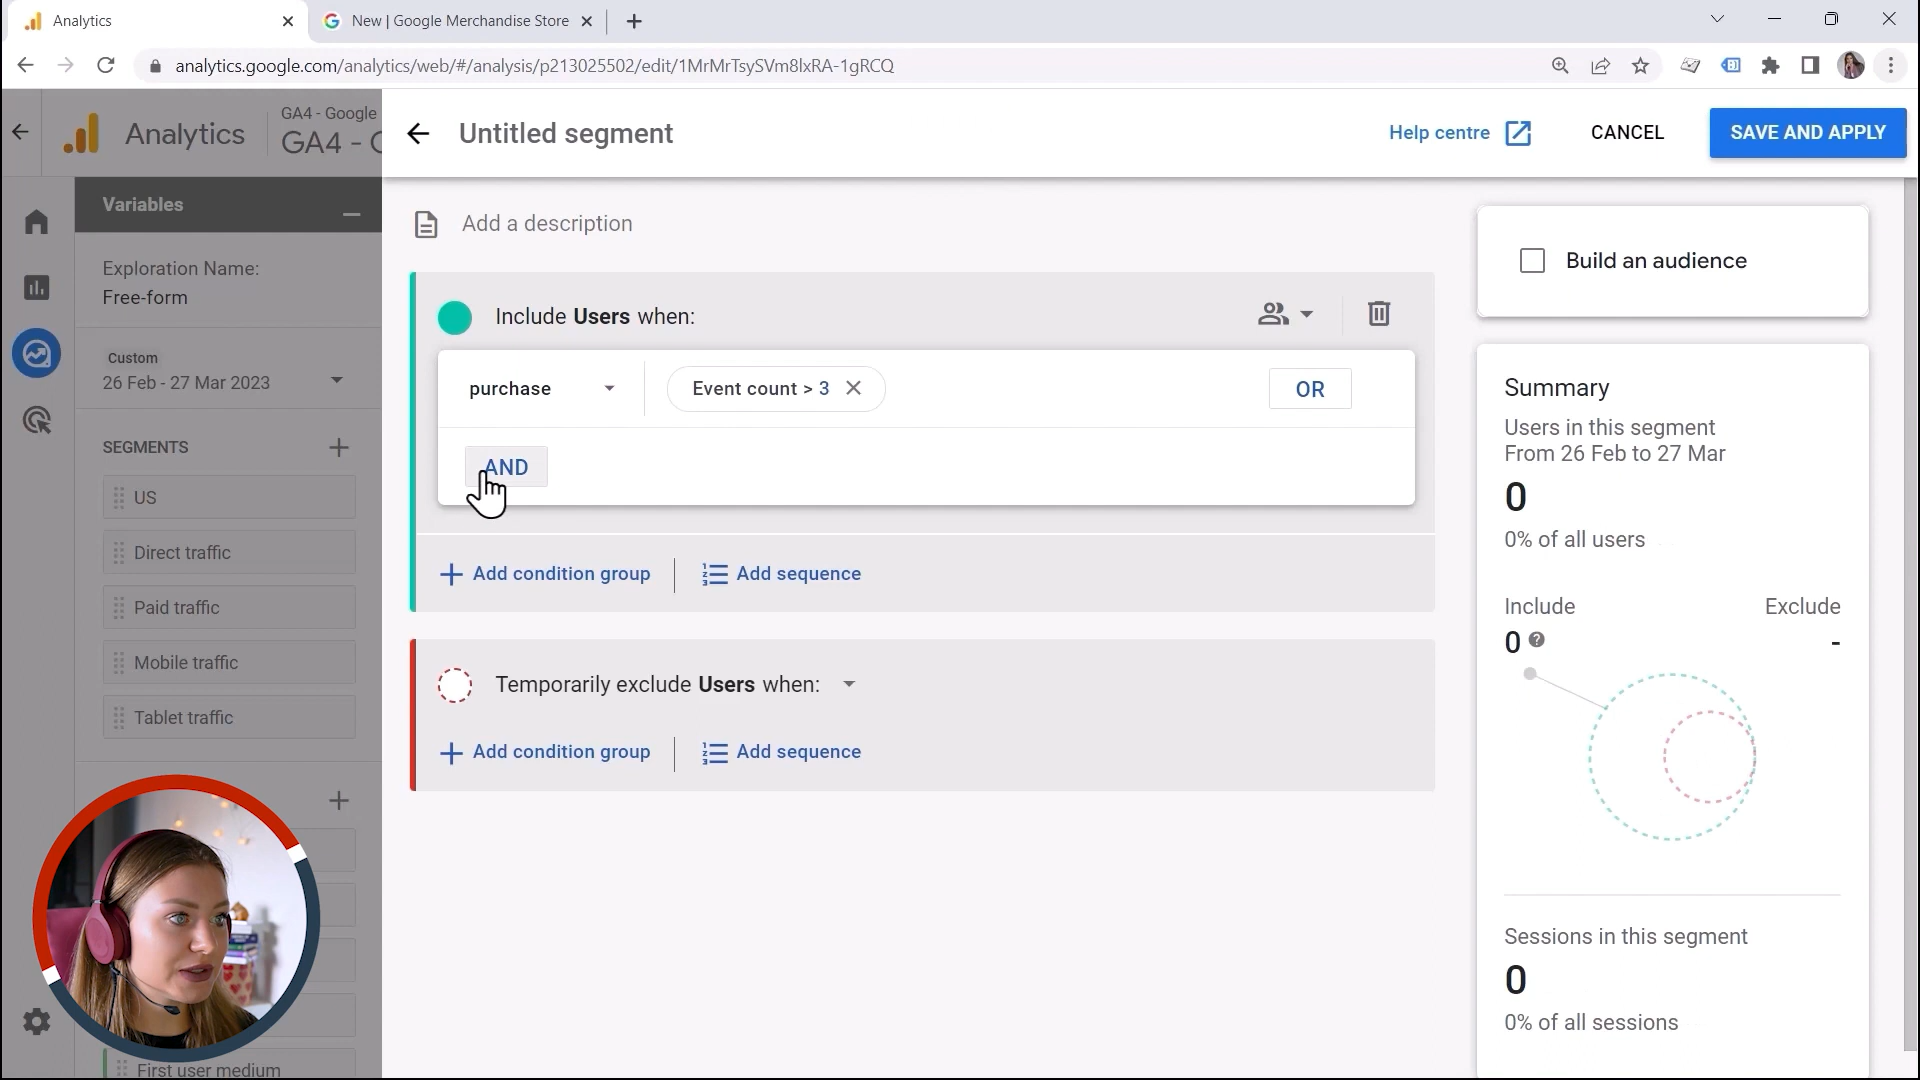 Analytics
New | Google Merchandise Store
analytics.google.com/analytics/web/#/analysis/p213025502/edit/1MrMrTsySVm8lxRA-1gRCQ
Analytics
GA4 - Google
GA4 - 
Untitled segment
Help centre
CANCEL
SAVE AND APPLY
Variables
Exploration Name:
Free-form
Custom
26 Feb - 27 Mar 2023
SEGMENTS
US
Direct traffic
Paid traffic
Mobile traffic
Tablet traffic
First user medium
Add a description
Include Users when:
purchase
Event count > 3
OR
AND
Add condition group
Add sequence
Temporarily exclude Users when:
Add condition group
Add sequence
Build an audience
Summary
Users in this segment
From 26 Feb to 27 Mar
0
0% of all users
Include
Exclude
0
-
Sessions in this segment
0
0% of all sessions